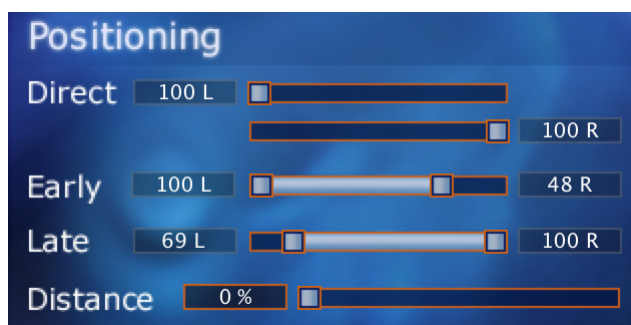 Positioning
Direct 100 L
100 R
Early 100 L 48 R
Late 69 L 100 R
Distance 0 %